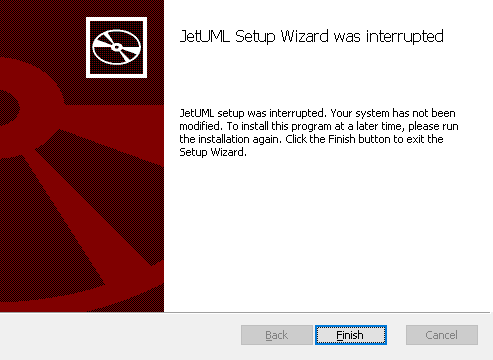 JetUML Setup Wizard was interrupted
JetUML setup was interrupted. Your system has not been
modified. To install this program at a later time, please run
the installation again. Click the Finish button to exit the
Setup Wizard.
Back
Finish
Cancel